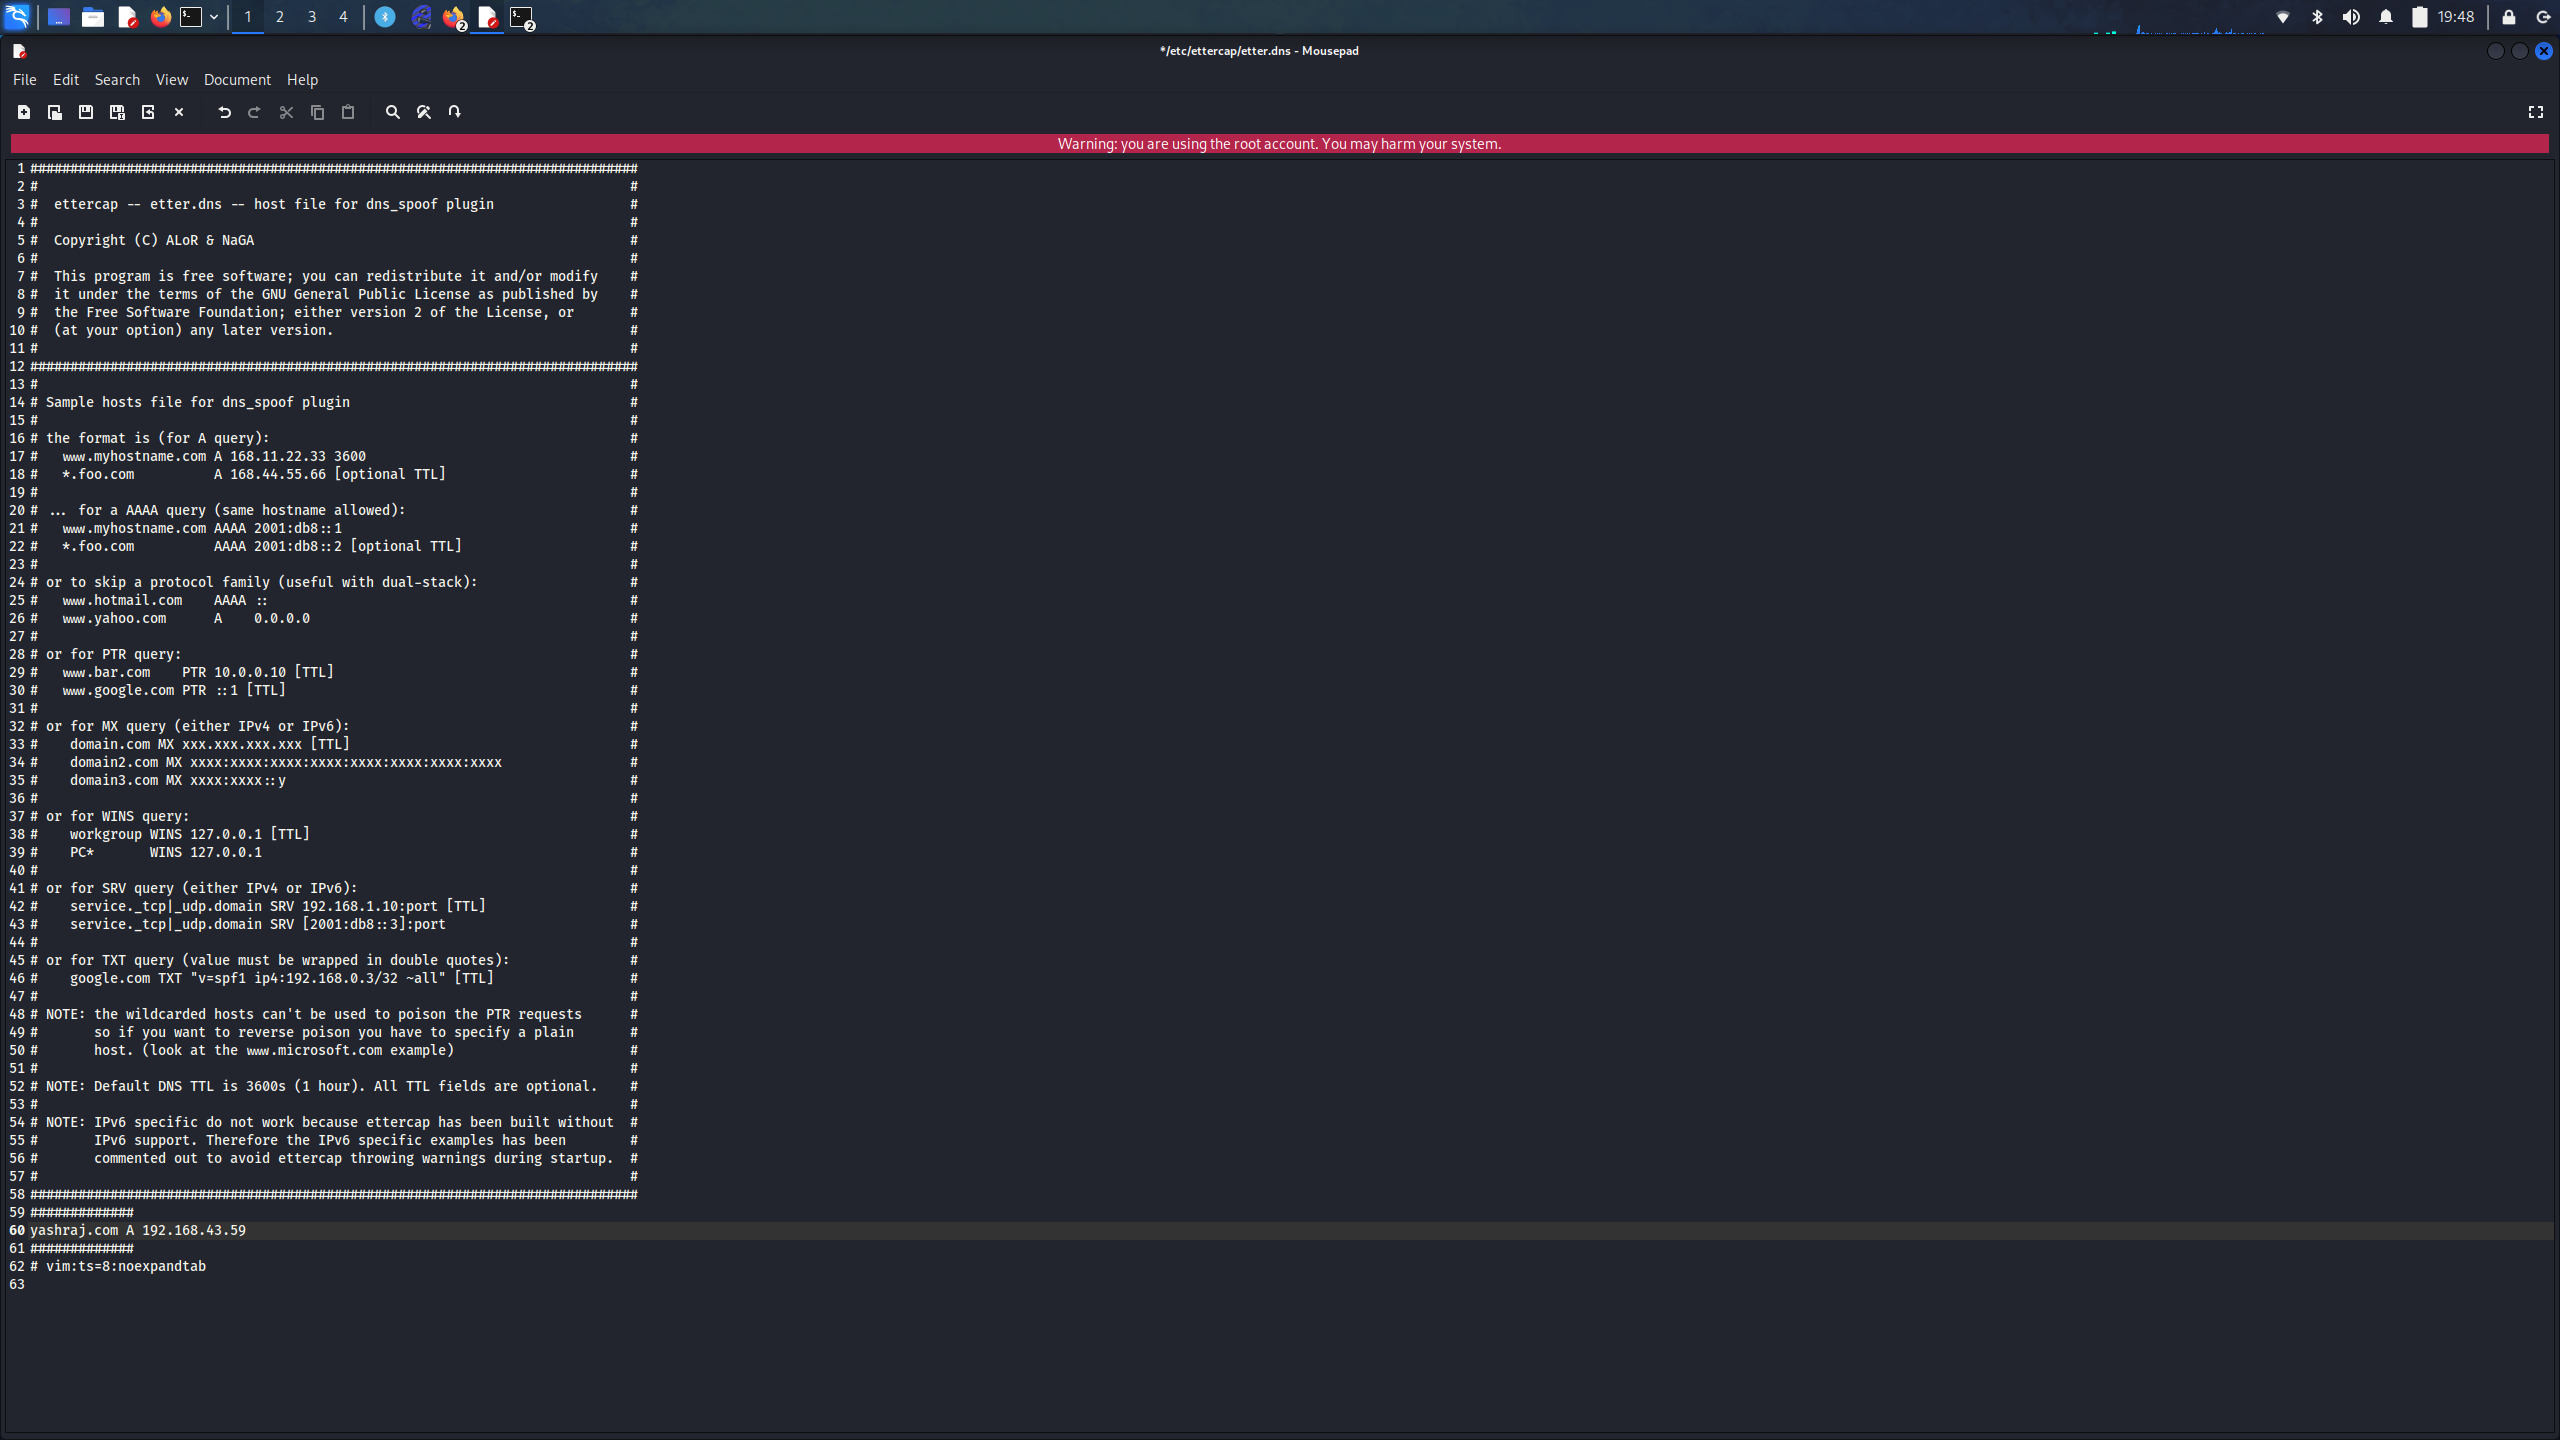 1 2 3 4 2 2 19:48
*/etc/ettercap/etter.dns - Mousepad
File Edit Search View Document Help
Warning: you are using the root account. You may harm your system.
1 ############################################################################
2 #                                                                          #
3 #  ettercap -- etter.dns -- host file for dns_spoof plugin                 #
4 #                                                                          #
5 #  Copyright (C) ALoR & NaGA                                               #
6 #                                                                          #
7 #  This program is free software; you can redistribute it and/or modify    #
8 #  it under the terms of the GNU General Public License as published by    #
9 #  the Free Software Foundation; either version 2 of the License, or       #
10 #  (at your option) any later version.                                     #
11 #                                                                          #
12 ############################################################################
13 #                                                                          #
14 # Sample hosts file for dns_spoof plugin                                   #
15 #                                                                          #
16 # the format is (for A query):                                             #
17 #   www.myhostname.com A 168.11.22.33 3600                                 #
18 #   *.foo.com          A 168.44.55.66 [optional TTL]                       #
19 #                                                                          #
20 # ... for a AAAA query (same hostname allowed):                            #
21 #   www.myhostname.com AAAA 2001:db8::1                                    #
22 #   *.foo.com          AAAA 2001:db8::2 [optional TTL]                     #
23 #                                                                          #
24 # or to skip a protocol family (useful with dual-stack):                   #
25 #   www.hotmail.com    AAAA ::                                             #
26 #   www.yahoo.com      A    0.0.0.0                                        #
27 #                                                                          #
28 # or for PTR query:                                                        #
29 #   www.bar.com    PTR 10.0.0.10 [TTL]                                     #
30 #   www.google.com PTR ::1 [TTL]                                           #
31 #                                                                          #
32 # or for MX query (either IPv4 or IPv6):                                   #
33 #    domain.com MX xxx.xxx.xxx.xxx [TTL]                                   #
34 #    domain2.com MX xxxx:xxxx:xxxx:xxxx:xxxx:xxxx:xxxx:xxxx                #
35 #    domain3.com MX xxxx:xxxx::y                                           #
36 #                                                                          #
37 # or for WINS query:                                                       #
38 #    workgroup WINS 127.0.0.1 [TTL]                                        #
39 #    PC*       WINS 127.0.0.1                                              #
40 #                                                                          #
41 # or for SRV query (either IPv4 or IPv6):                                  #
42 #    service._tcp|_udp.domain SRV 192.168.1.10:port [TTL]                  #
43 #    service._tcp|_udp.domain SRV [2001:db8::3]:port                       #
44 #                                                                          #
45 # or for TXT query (value must be wrapped in double quotes):               #
46 #    google.com TXT "v=spf1 ip4:192.168.0.3/32 ~all" [TTL]                 #
47 #                                                                          #
48 # NOTE: the wildcarded hosts can't be used to poison the PTR requests      #
49 #       so if you want to reverse poison you have to specify a plain       #
50 #       host. (look at the www.microsoft.com example)                      #
51 #                                                                          #
52 # NOTE: Default DNS TTL is 3600s (1 hour). All TTL fields are optional.    #
53 #                                                                          #
54 # NOTE: IPv6 specific do not work because ettercap has been built without  #
55 #       IPv6 support. Therefore the IPv6 specific examples has been        #
56 #       commented out to avoid ettercap throwing warnings during startup.  #
57 #                                                                          #
58 ############################################################################
59 #############
60 yashraj.com A 192.168.43.59
61 #############
62 # vim:ts=8:noexpandtab
63